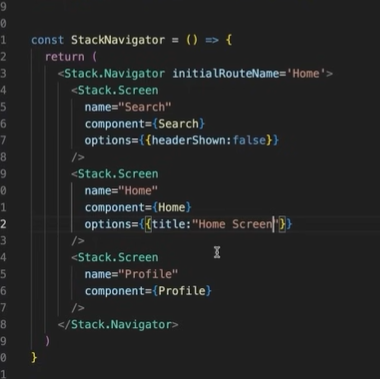 9
0
1 const StackNavigator = () => {
2 return (
3 <Stack.Navigator initialRouteName='Home'>
4 <Stack.Screen
5 name="Search"
6 component={Search}
7 options={{headerShown:false}}
8 />
9 <Stack.Screen
0 name="Home"
1 component={Home}
2 options={{title:"Home Screen"}}
3 />
4 <Stack.Screen
5 name="Profile"
6 component={Profile}
7 />
8 </Stack.Navigator>
9 )
0 }
1